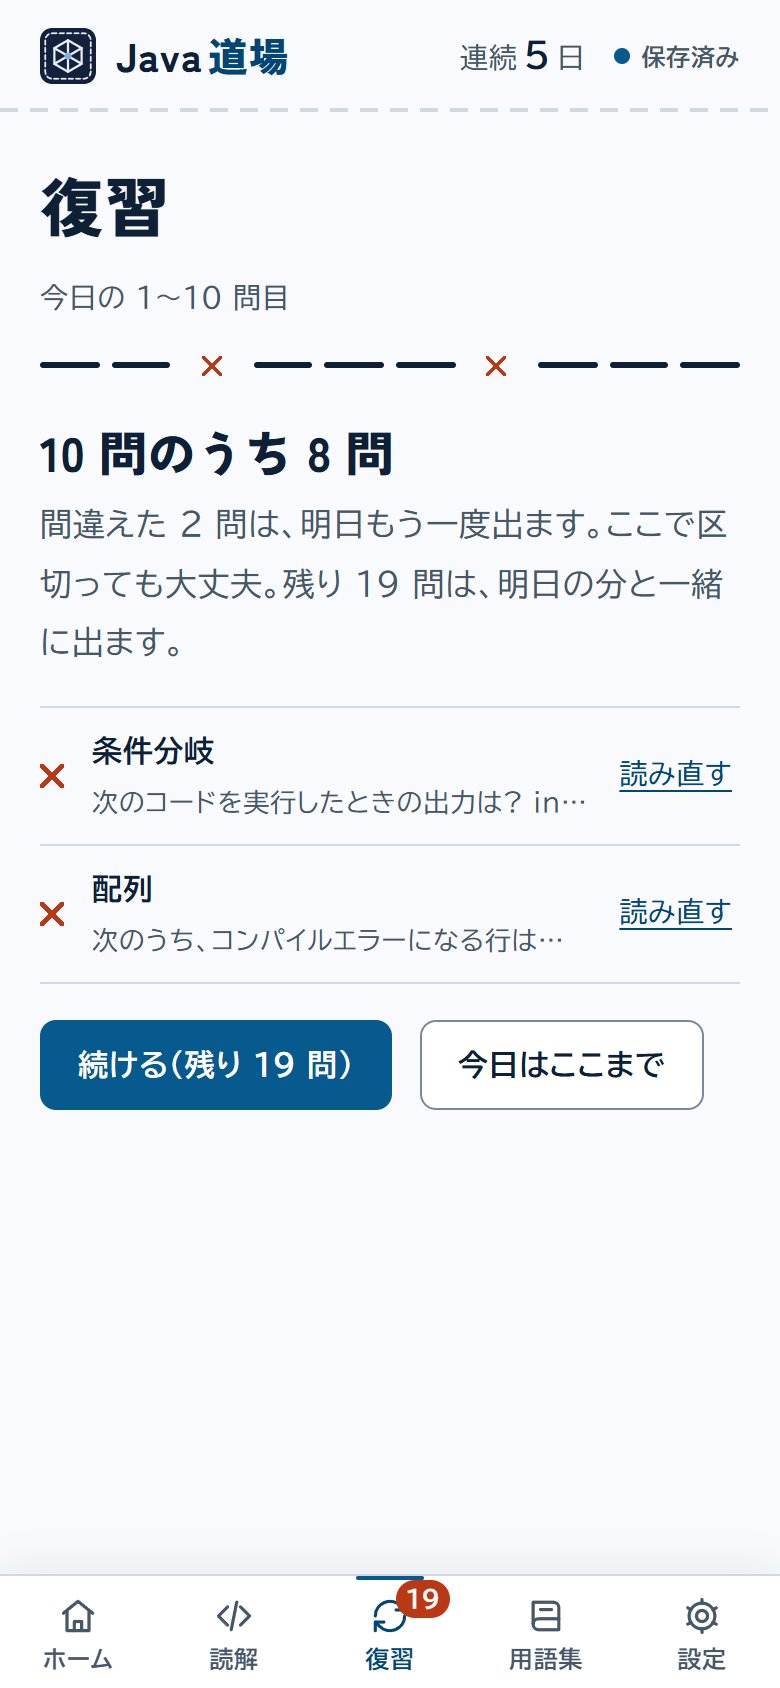 Java 道場
連続 5 日
保存済み
復習
今日の 1〜10 問目
10 問のうち 8 問
間違えた 2 問は、明日もう一度出ます。ここで区
切っても大丈夫。残り 19 問は、明日の分と一緒
に出ます。
条件分岐
次のコードを実行したときの出力は? in…
読み直す
配列
次のうち、コンパイルエラーになる行は…
読み直す
続ける(残り 19 問)
今日はここまで
19
ホーム
読解
復習
用語集
設定